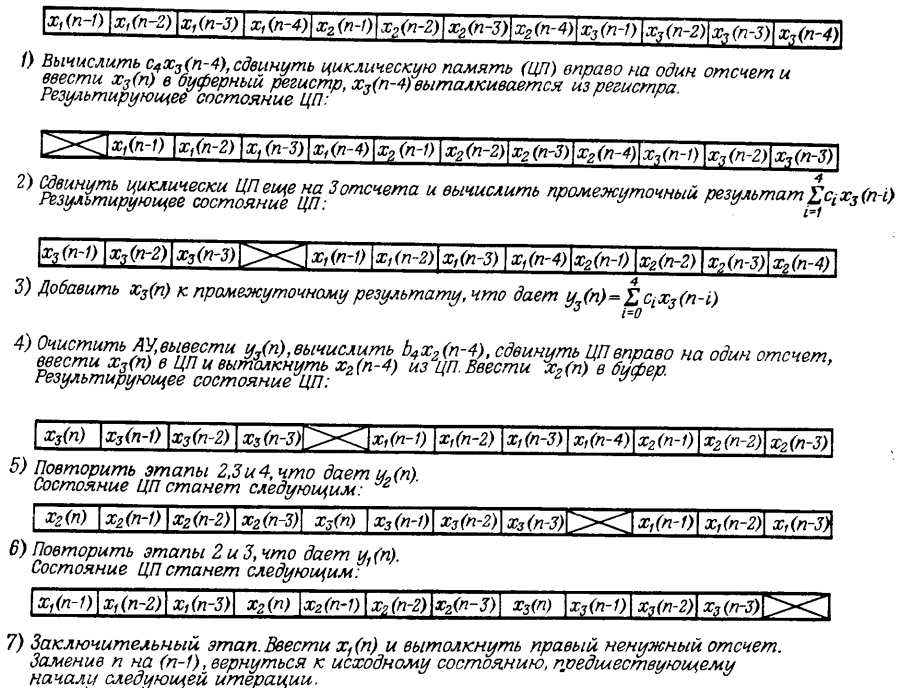 x₁(n-1) x₁(n-2) x₁(n-3) x₁(n-4) x₂(n-1) x₂(n-2) x₂(n-3) x₂(n-4) x₃(n-1) x₃(n-2) x₃(n-3) x₃(n-4)
1) Вычислить c₄x₃(n-4), сдвинуть циклическую память (ЦП) вправо на один отсчет и
ввести x₃(n) в буферный регистр, x₃(n-4) выталкивается из регистра.
Результирующее состояние ЦП:
x₁(n-1) x₁(n-2) x₁(n-3) x₁(n-4) x₂(n-1) x₂(n-2) x₂(n-3) x₂(n-4) x₃(n-1) x₃(n-2) x₃(n-3)
2) Сдвинуть циклически ЦП еще на 3 отсчета и вычислить промежуточный результат ∑⁴ᵢ₌₁ cᵢx₃(n-i)
Результирующее состояние ЦП:
x₃(n-1) x₃(n-2) x₃(n-3) x₁(n-1) x₁(n-2) x₁(n-3) x₁(n-4) x₂(n-1) x₂(n-2) x₂(n-3) x₂(n-4)
3) Добавить x₃(n) к промежуточному результату, что дает y₃(n)=∑⁴ᵢ₌₀ cᵢx₃(n-i)
4) Очистить АУ, вывести y₃(n), вычислить b₄x₂(n-4), сдвинуть ЦП вправо на один отсчет,
ввести x₃(n) в ЦП и вытолкнуть x₂(n-4) из ЦП. Ввести x₂(n) в буфер.
Результирующее состояние ЦП:
x₃(n) x₃(n-1) x₃(n-2) x₃(n-3) x₁(n-1) x₁(n-2) x₁(n-3) x₁(n-4) x₂(n-1) x₂(n-2) x₂(n-3)
5) Повторить этапы 2,3 и 4, что дает y₂(n).
Состояние ЦП станет следующим:
x₂(n) x₂(n-1) x₂(n-2) x₂(n-3) x₃(n) x₃(n-1) x₃(n-2) x₃(n-3) x₁(n-1) x₁(n-2) x₁(n-3)
6) Повторить этапы 2 и 3, что дает y₁(n).
Состояние ЦП станет следующим:
x₁(n-1) x₁(n-2) x₁(n-3) x₂(n) x₂(n-1) x₂(n-2) x₂(n-3) x₃(n) x₃(n-1) x₃(n-2) x₃(n-3)
7) Заключительный этап. Ввести x₁(n) и вытолкнуть правый ненужный отсчет.
Заменив n на (n-1), вернуться к исходному состоянию, предшествующему
началу следующей итерации.